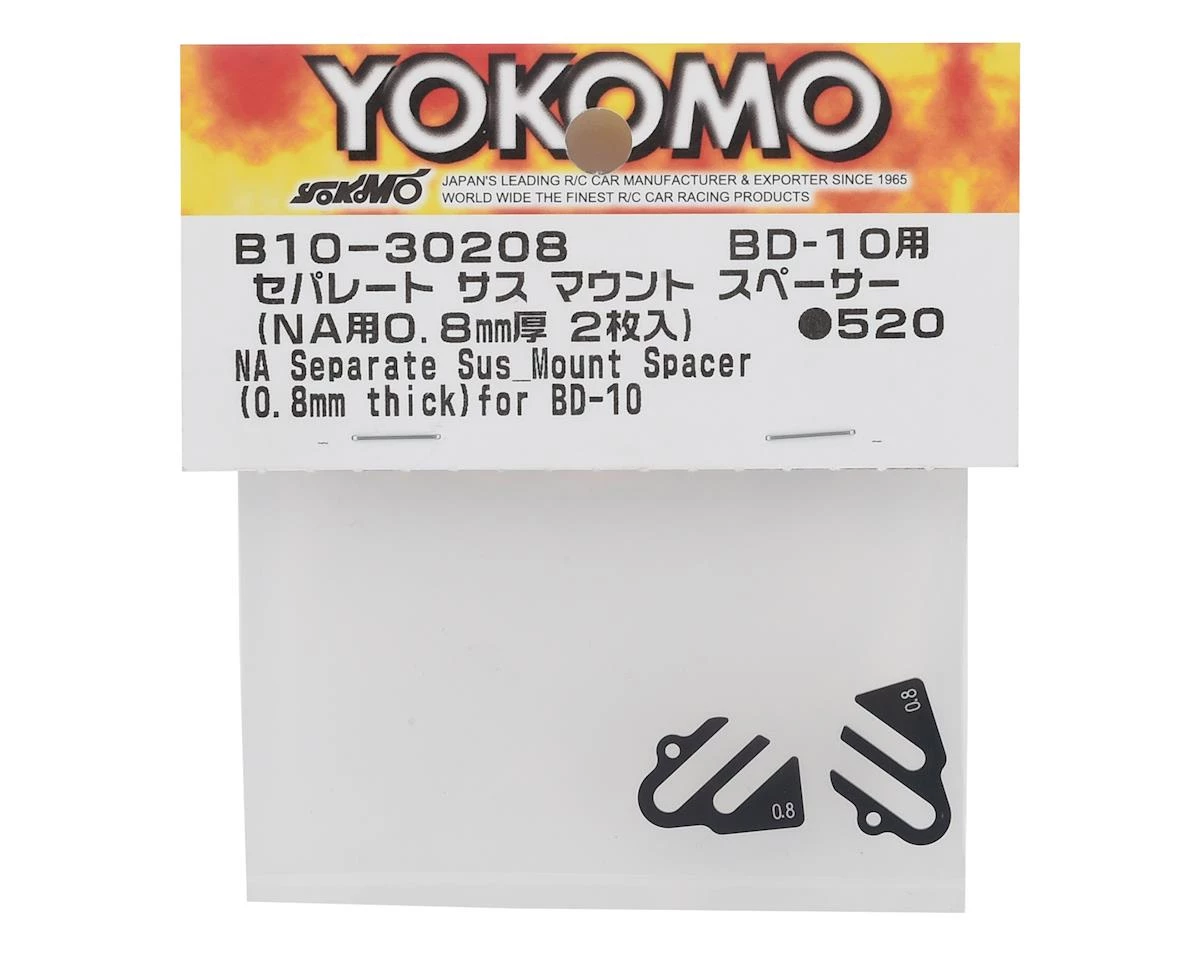 YOKOMO
YOKOMO JAPAN'S LEADING R/C CAR MANUFACTURER & EXPORTER SINCE 1965
WORLD WIDE THE FINEST R/C CAR RACING PRODUCTS
B10-30208 BD-10用
セパレート サス マウント スペーサー
(NA用0.8㎜厚 2枚入) ●520
NA Separate Sus_Mount Spacer
(0.8mm thick)for BD-10
0.8
0.8